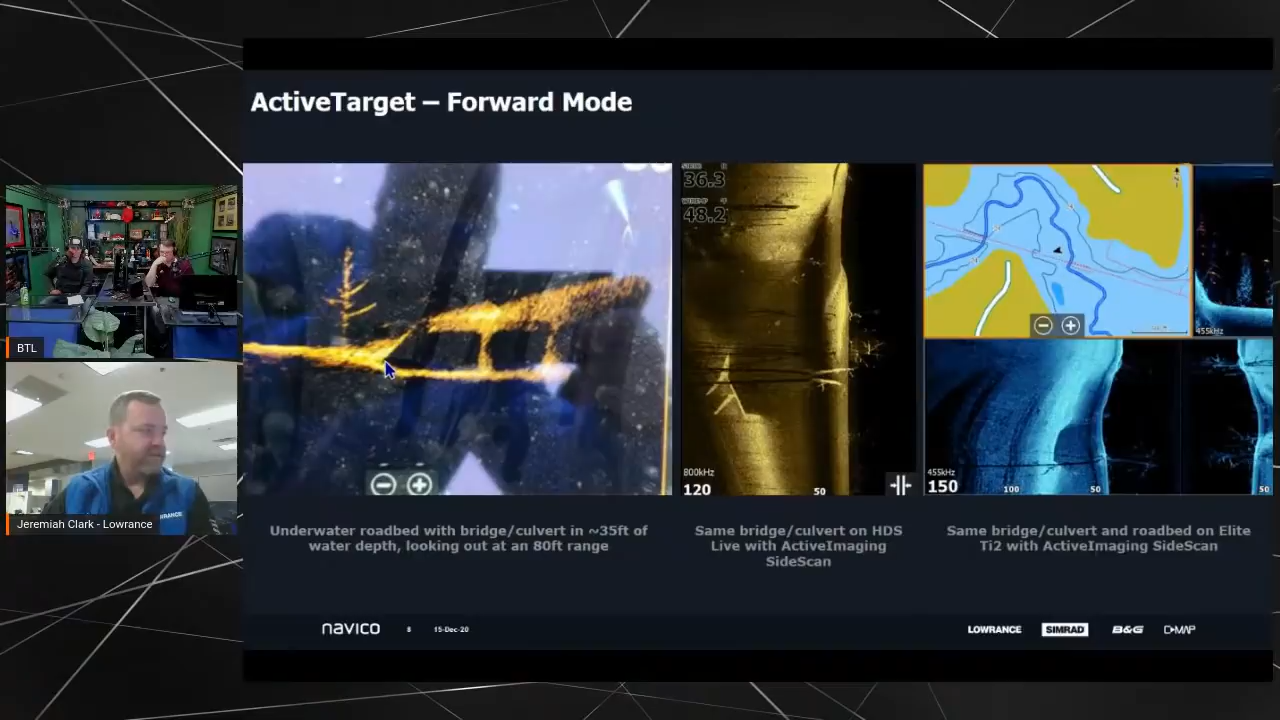 ActiveTarget – Forward Mode
36.3
48.2
800kHz
120
50
455kHz
455kHz
150
100
50
50
BTL
LOWRANCE
Jeremiah Clark - Lowrance
Underwater roadbed with bridge/culvert in ~35ft of
water depth, looking out at an 80ft range
Same bridge/culvert on HDS
Live with ActiveImaging
SideScan
Same bridge/culvert and roadbed on Elite
Ti2 with ActiveImaging SideScan
NAVICO
8
15-Dec-20
LOWRANCE
SIMRAD
B&G
C-MAP